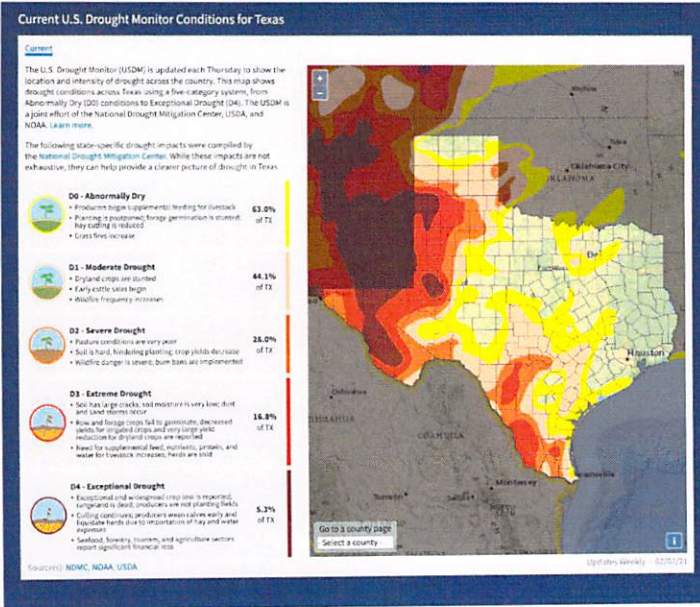 Current U.S. Drought Monitor Conditions for Texas
Current
The U.S. Drought Monitor (USDM) is updated each Thursday to show the
location and intensity of drought across the country. This map shows
drought conditions across Texas using a five-category system, from
Abnormally Dry (D0) conditions to Exceptional Drought (D4). The USDM is
a joint effort of the National Drought Mitigation Center, USDA, and
NOAA. Learn more.
The following state-specific drought impacts were compiled by
the National Drought Mitigation Center. While these impacts are not
exhaustive, they can help provide a clearer picture of drought in Texas
D0 - Abnormally Dry
• Producers begin supplemental feeding for livestock
• Planting is postponed; forage germination is stunted;
hay cutting is reduced
• Grass fires increase
63.0%
of TX
D1 - Moderate Drought
• Dryland crops are stunted
• Early cattle sales begin
• Wildfire frequency increases
44.1%
of TX
D2 - Severe Drought
• Pasture conditions are very poor
• Soil is hard, hindering planting; crop yields decrease
• Wildfire danger is severe; burn bans are implemented
of TX
D3 - Extreme Drought
• Soil has large cracks; soil moisture is very low; dust
and sand storms occur
• Row and forage crops fail to germinate; decreased
yields for irrigated crops and very large yield
reduction for dryland crops are reported
• Need for supplemental feed, nutrients, protein, and
water for livestock increases; herds are sold
16.8%
of TX
D4 - Exceptional Drought
• Exceptional and widespread crop loss is reported;
rangeland is dead; producers are not planting fields
• Culling continues; producers wean calves early and
liquidate herds due to importation of hay and water
expenses
• Seafood, forestry, tourism, and agriculture sectors
report significant financial loss
5.3%
of TX
+
−
Wichita
Tulsa
Oklahoma City
OKLAHOMA
Houston
Chihuahua
COAHUILA
Monterrey
Brownsville
Torreón
Go to a county page
Select a county -
i
Source(s): NDMC, NOAA, USDA
Updates Weekly - 02/02/21